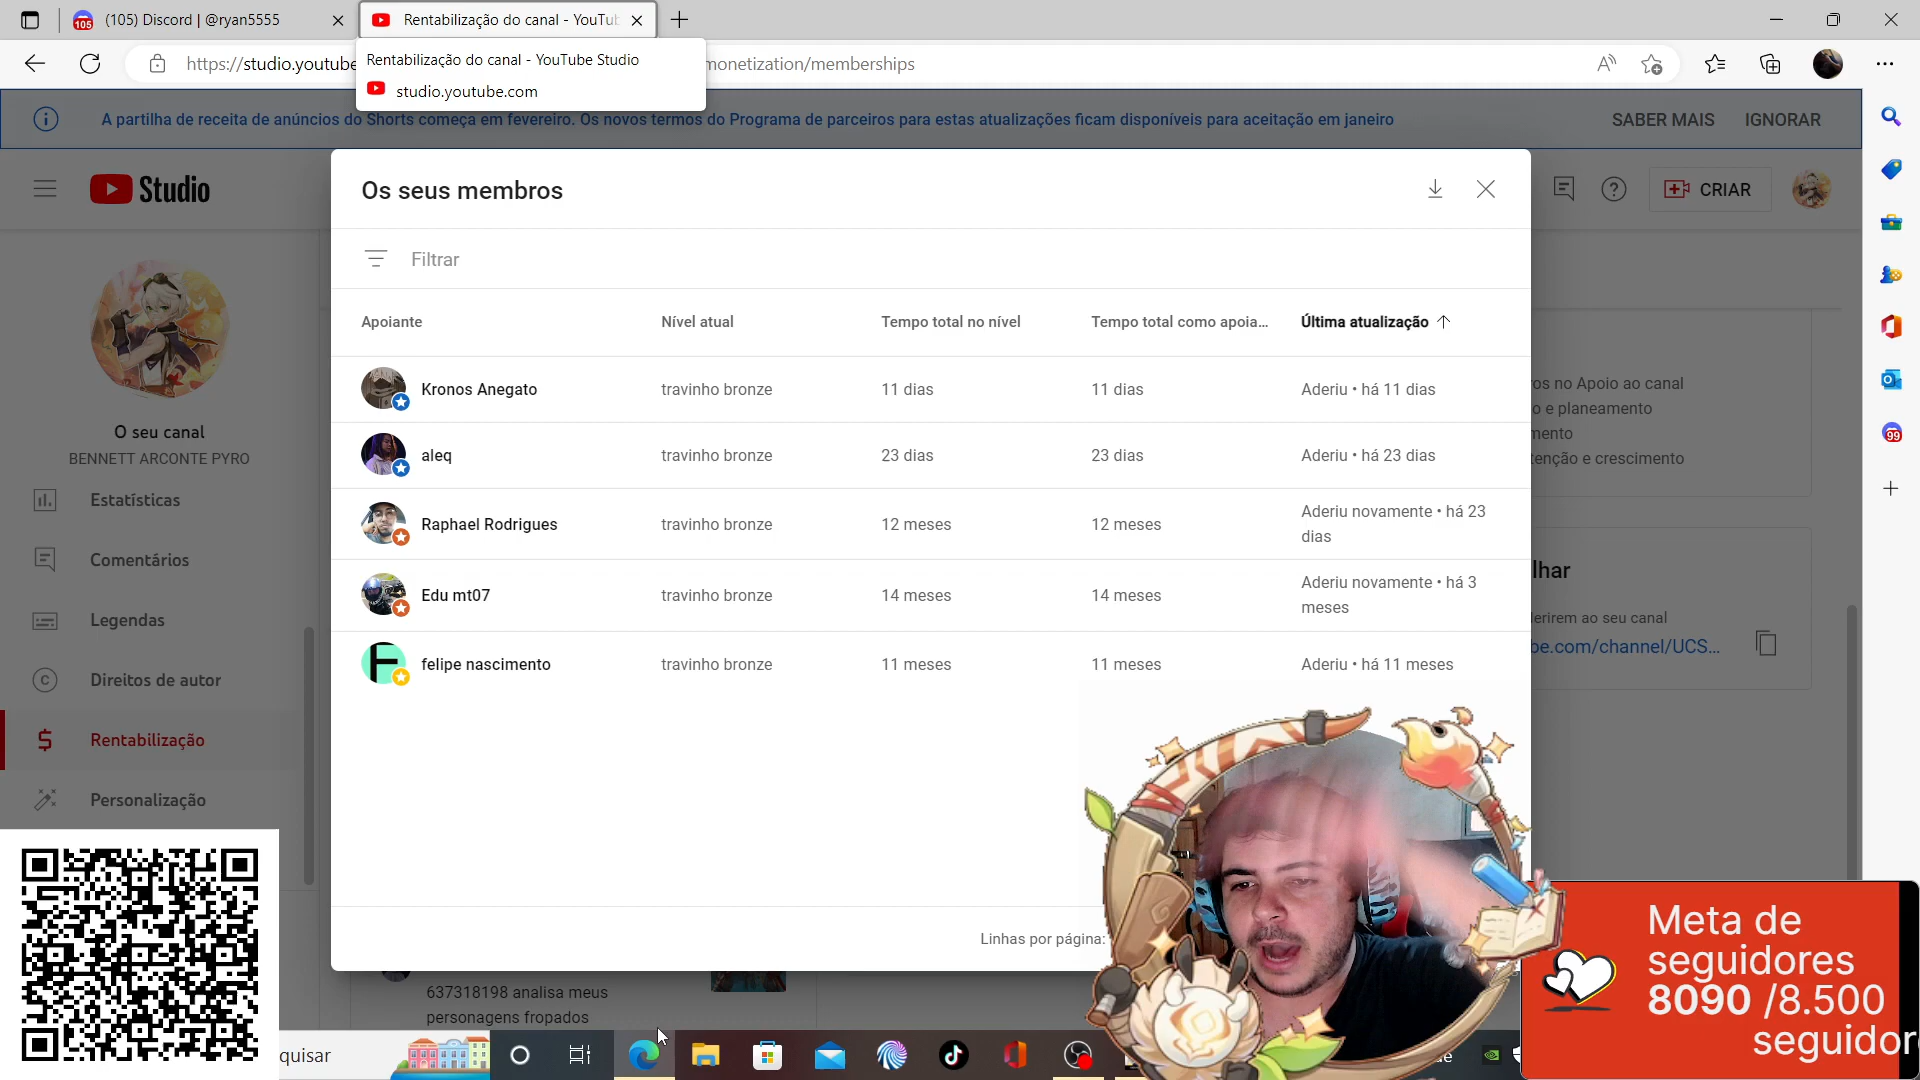 (105) Discord | @ryan5555
Rentabilização do canal - YouTub
Rentabilização do canal - YouTube Studio
studio.youtube.com
https://studio.youtube
monetization/memberships
A partilha de receita de anúncios do Shorts começa em fevereiro. Os novos termos do Programa de parceiros para estas atualizações ficam disponíveis para aceitação em janeiro
SABER MAIS
IGNORAR
Studio
CRIAR
Os seus membros
Filtrar
Apoiante
Nível atual
Tempo total no nível
Tempo total como apoia...
Última atualização
Kronos Anegato
travinho bronze
11 dias
11 dias
Aderiu • há 11 dias
aleq
travinho bronze
23 dias
23 dias
Aderiu • há 23 dias
Raphael Rodrigues
travinho bronze
12 meses
12 meses
Aderiu novamente • há 23
dias
Edu mt07
travinho bronze
14 meses
14 meses
Aderiu novamente • há 3
meses
felipe nascimento
travinho bronze
11 meses
11 meses
Aderiu • há 11 meses
Linhas por página:
O seu canal
BENNETT ARCONTE PYRO
Estatísticas
Comentários
Legendas
Direitos de autor
Rentabilização
Personalização
os no Apoio ao canal
o e planeamento
mento
tenção e crescimento
lhar
derirem ao seu canal
be.com/channel/UCS...
637318198 analisa meus
personagens fropados
quisar
99
105
Meta de
seguidores
8090 /8.500
seguidor